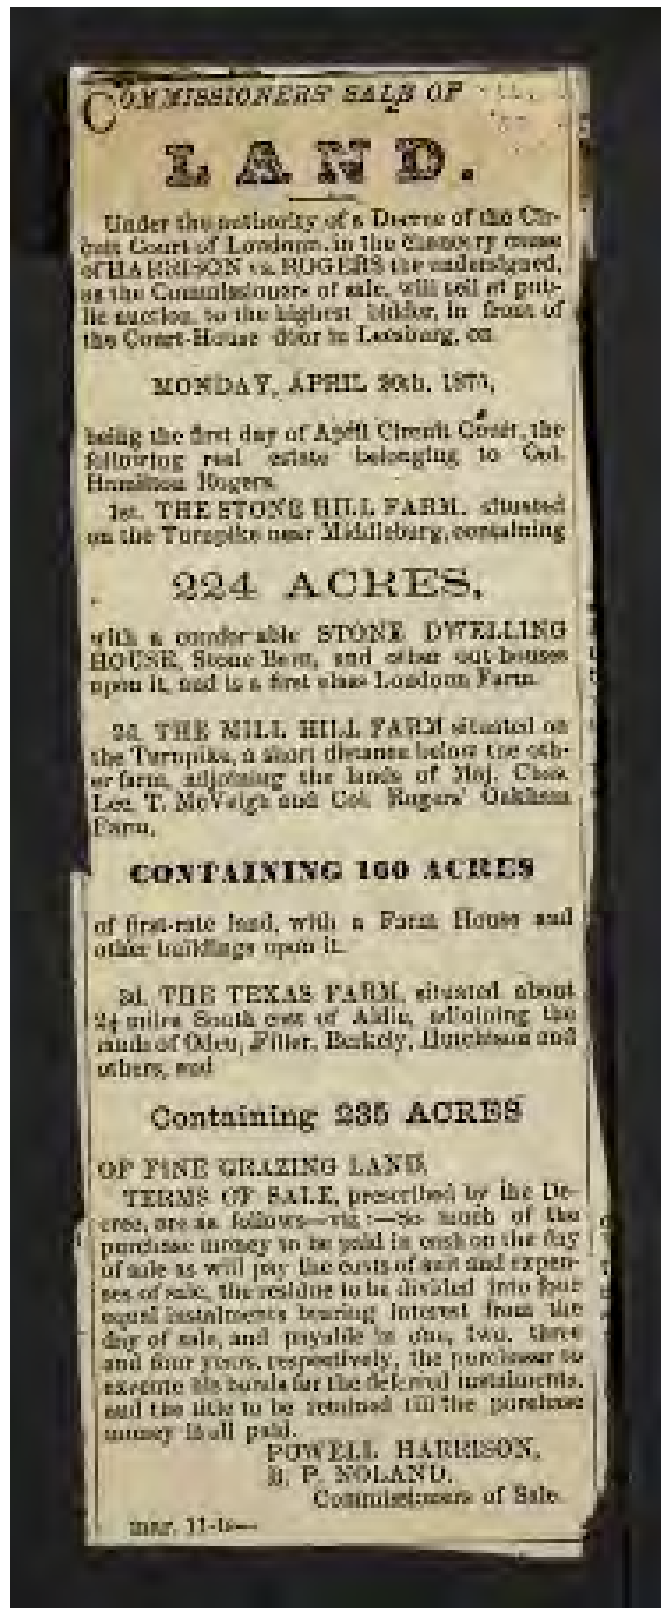 COMMISSIONERS' SALE OF
LAND.
Under the authority of a Decree of the Cir-
cuit Court of Loudoun, in the chancery cause
of HARRISON vs. ROGERS the undersigned,
as the Commissioners of sale, will sell at pub-
lic auction, to the highest bidder, in front of
the Court-House door in Leesburg, on
MONDAY, APRIL
being the first day of April Circuit Court, the
following real estate belonging to Col.
Hamilton Rogers.
1st. THE STONE HILL FARM, situated
on the Turnpike near Middleburg, containing
224 ACRES,
with a comfortable STONE DWELLING
HOUSE, Stone Barn, and other out-houses
upon it, and is a first class Loudoun Farm.
2d. THE MILL HILL FARM situated on
the Turnpike, a short distance below the oth-
er farm, adjoining the lands of Maj. Chew.
T. McVeigh and Col. Rogers' Oakham
Farm,
CONTAINING 160 ACRES
of first-rate land, with a Farm House and
other buildings upon it.
3d. THE TEXAS FARM, situated about
miles South east of Aldie, adjoining the
lands of Berkely, Hutchison and
others, and
Containing 235 ACRES
OF FINE GRAZING LAND.
TERMS OF SALE, prescribed by the De-
cree, are as follows—viz:—So much of the
purchase money to be paid in cash on the day
of sale as will pay the costs of suit and expen-
ses of sale, the residue to be divided into four
equal instalments bearing interest from the
day of sale, and payable in one, two, three
and four years, respectively, the purchaser to
execute his bonds for the deferred instalments,
and the title to be retained till the purchase
money is all paid.
POWELL HARRISON,
B. P. NOLAND,
Commissioners of Sale.
mar. 11-ts—